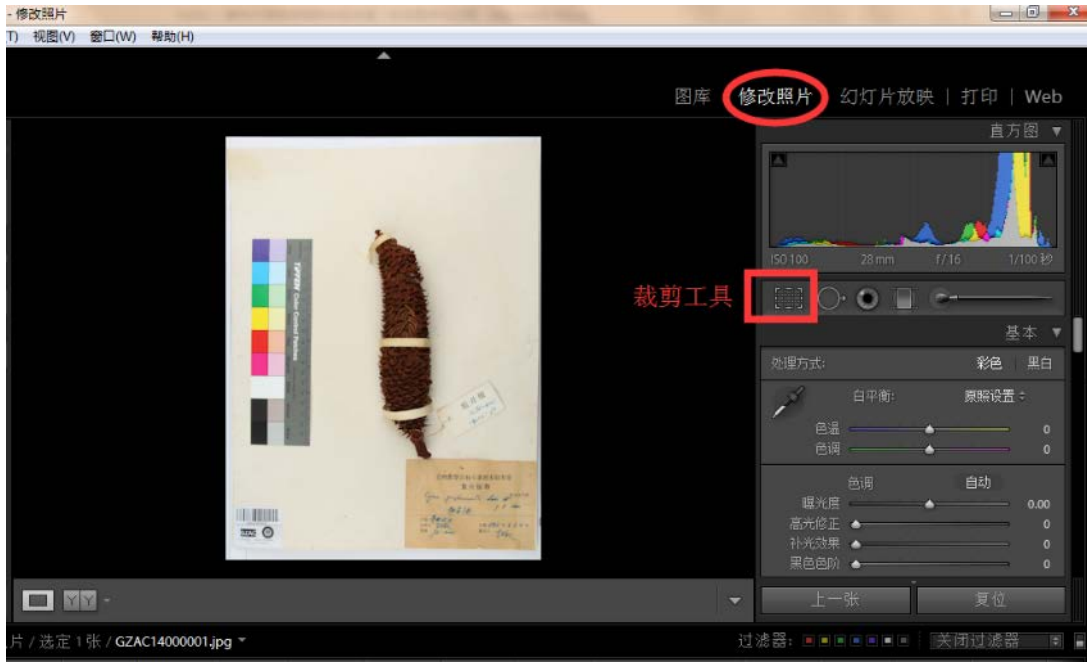 - 修改照片
T) 视图(V) 窗口(W) 帮助(H)
图库 修改照片 幻灯片放映 | 打印 | Web
直方图
ISO 100 28 mm f / 16 1/100 秒
裁剪工具
基本
处理方式: 彩色 黑白
白平衡: 原照设置
色温 0
色调 0
色调 自动
曝光度 0.00
高光修正 0
补光效果 0
黑色色阶 0
TIFFEN Color Control Patches
上一张 复位
片 / 选定 1 张 / GZAC14000001.jpg
过滤器: 关闭过滤器